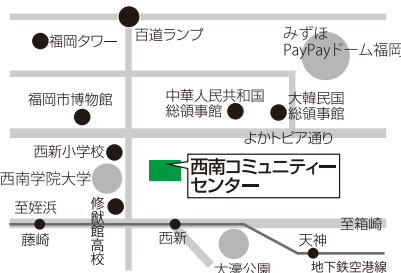 百道ランプ
福岡タワー
みずほ
PayPayドーム福岡
福岡市博物館
中華人民共和国
総領事館
大韓民国
総領事館
よかトピア通り
西新小学校
西南学院大学
西南コミュニティー
センター
修猷館高校
至姪浜
至箱崎
藤崎
西新
天神
大濠公園
地下鉄空港線